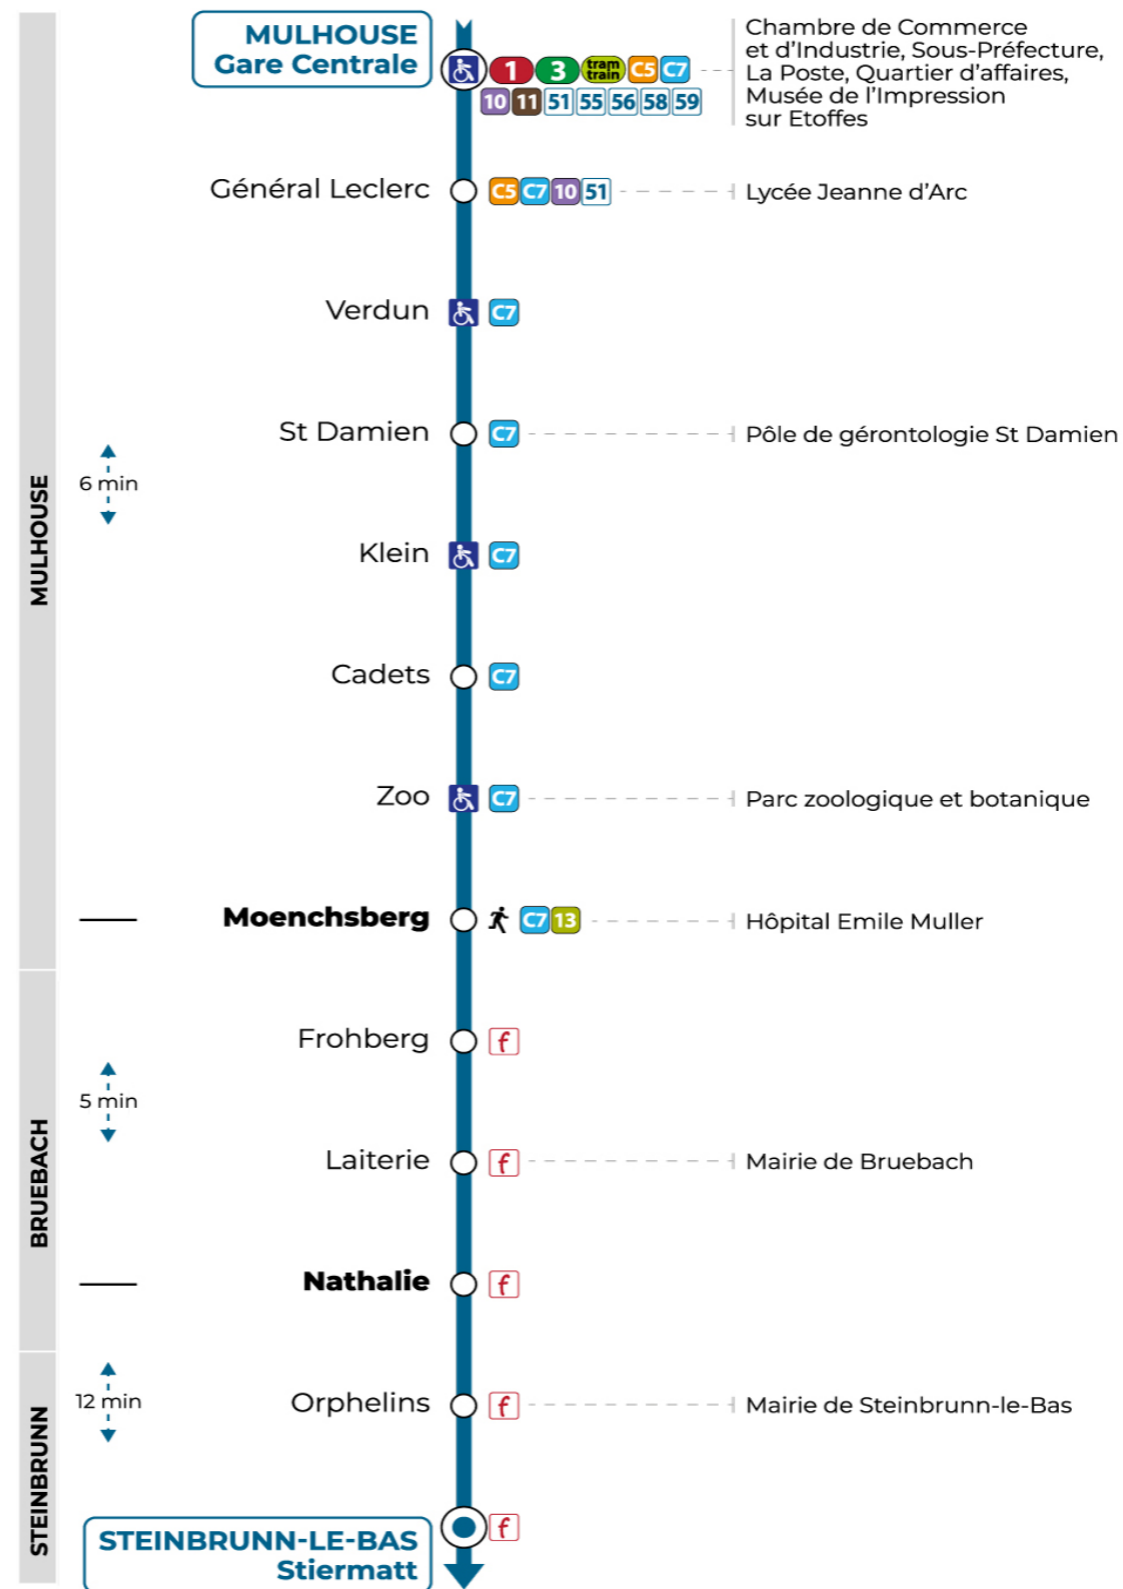 MULHOUSE
Gare Centrale
1 3 tram train C5 C7
10 11 51 55 56 58 59
Chambre de Commerce
et d'Industrie, Sous-Préfecture,
La Poste, Quartier d'affaires,
Musée de l'Impression
sur Etoffes
Général Leclerc C5 C7 10 51 Lycée Jeanne d'Arc
Verdun C7
St Damien C7 Pôle de gérontologie St Damien
6 min
MULHOUSE
Klein C7
Cadets C7
Zoo C7 Parc zoologique et botanique
Moenchsberg C7 13 Hôpital Emile Muller
Frohberg f
5 min
BRUEBACH
Laiterie f Mairie de Bruebach
Nathalie f
12 min
Orphelins f Mairie de Steinbrunn-le-Bas
STEINBRUNN
f
STEINBRUNN-LE-BAS
Stiermatt